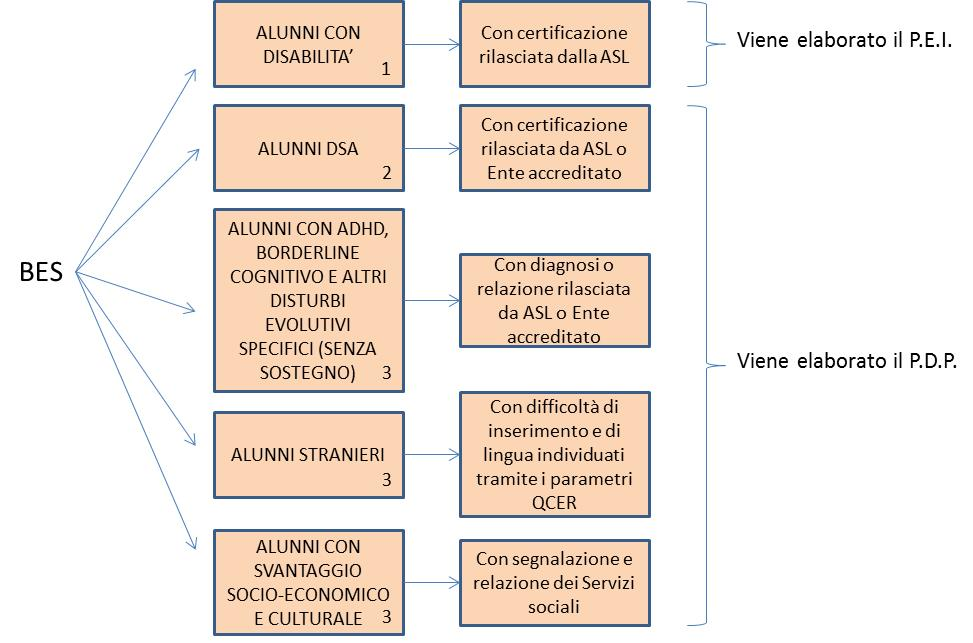 ALUNNI CON
DISABILITA'
1
Con certificazione
rilasciata dalla ASL
Viene elaborato il P.E.I.
ALUNNI DSA
2
Con certificazione
rilasciata da ASL o
Ente accreditato
BES
ALUNNI CON ADHD,
BORDERLINE
COGNITIVO E ALTRI
DISTURBI
EVOLUTIVI
SPECIFICI (SENZA
SOSTEGNO) 3
Con diagnosi o
relazione rilasciata
da ASL o Ente
accreditato
Viene elaborato il P.D.P.
ALUNNI STRANIERI
3
Con difficoltà di
inserimento e di
lingua individuati
tramite i parametri
QCER
ALUNNI CON
SVANTAGGIO
SOCIO-ECONOMICO
E CULTURALE 3
Con segnalazione e
relazione dei Servizi
sociali